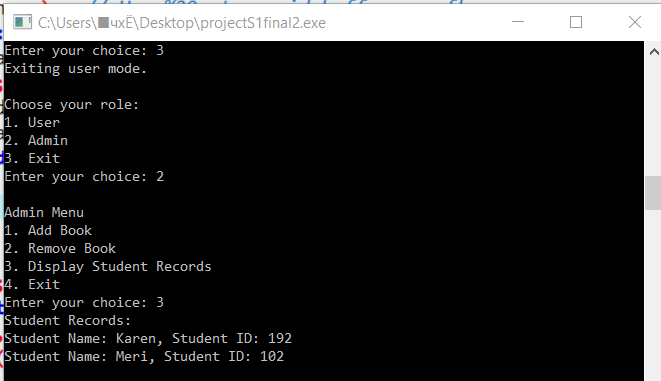 C:\Users\■чхЁ\Desktop\projectS1final2.exe
Enter your choice: 3
Exiting user mode.
Choose your role:
1. User
2. Admin
3. Exit
Enter your choice: 2
Admin Menu
1. Add Book
2. Remove Book
3. Display Student Records
4. Exit
Enter your choice: 3
Student Records:
Student Name: Karen, Student ID: 192
Student Name: Meri, Student ID: 102